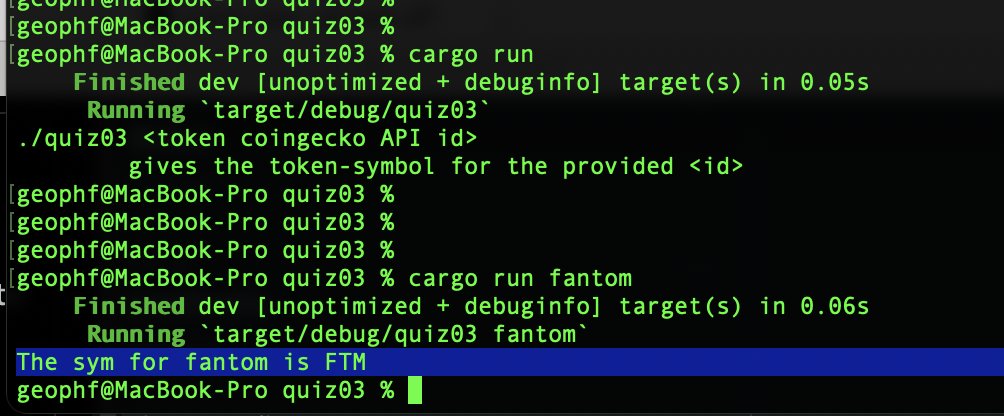 [geophf@MacBook-Pro quiz03 %
[geophf@MacBook-Pro quiz03 %
[geophf@MacBook-Pro quiz03 % cargo run
    Finished dev [unoptimized + debuginfo] target(s) in 0.05s
     Running `target/debug/quiz03`
./quiz03 <token coingecko API id>
        gives the token-symbol for the provided <id>
[geophf@MacBook-Pro quiz03 %
[geophf@MacBook-Pro quiz03 %
[geophf@MacBook-Pro quiz03 %
[geophf@MacBook-Pro quiz03 % cargo run fantom
    Finished dev [unoptimized + debuginfo] target(s) in 0.06s
     Running `target/debug/quiz03 fantom`
The sym for fantom is FTM
geophf@MacBook-Pro quiz03 %